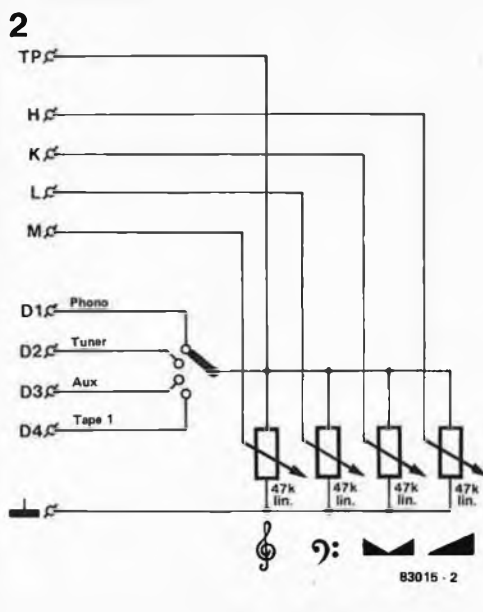 2
TP
H
K
L
M
D1 Phono
D2 Tuner
D3 Aux
D4 Tape 1
47k lin.
47k lin.
47k lin.
47k lin.
83015 - 2